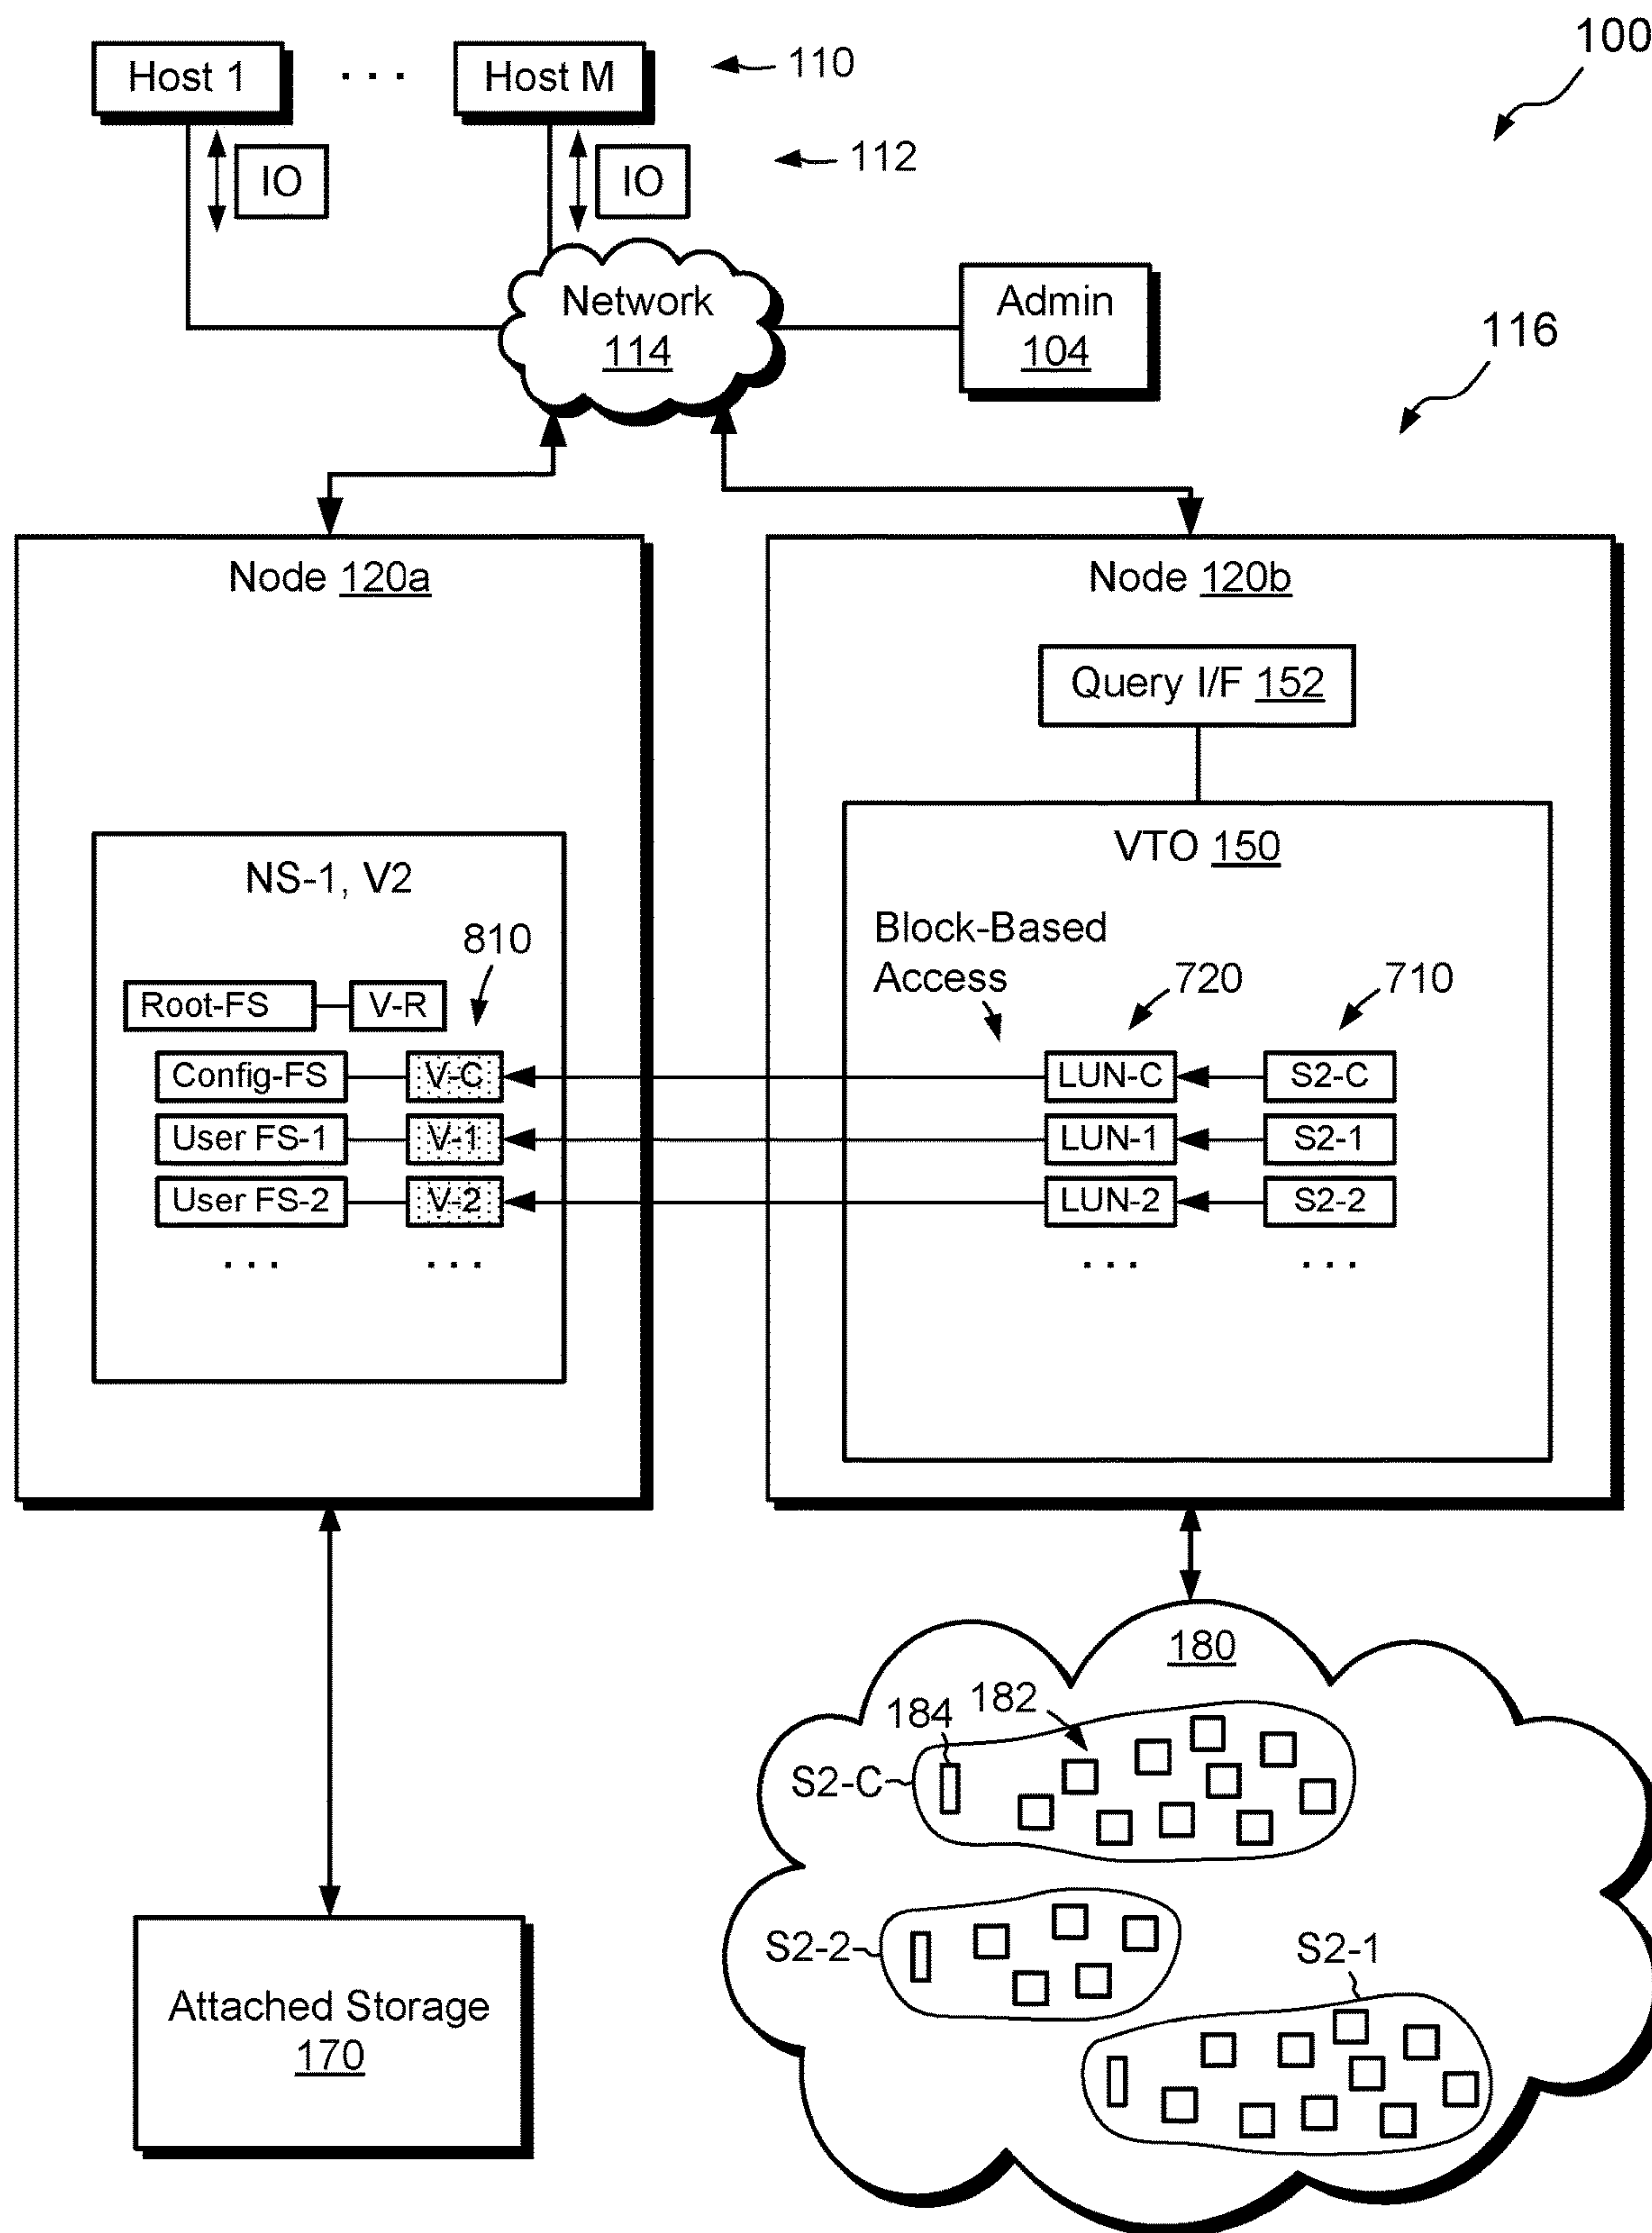 100
Host 1
. . .
Host M
110
IO
IO
112
Network
114
Admin
104
116
Node 120a
Node 120b
Query I/F 152
VTO 150
NS-1, V2
810
Block-Based
Access
720
710
Root-FS
V-R
Config-FS
V-C
LUN-C
S2-C
User FS-1
V-1
LUN-1
S2-1
User FS-2
V-2
LUN-2
S2-2
. . .
. . .
. . .
. . .
180
184
182
S2-C
S2-2
S2-1
Attached Storage
170